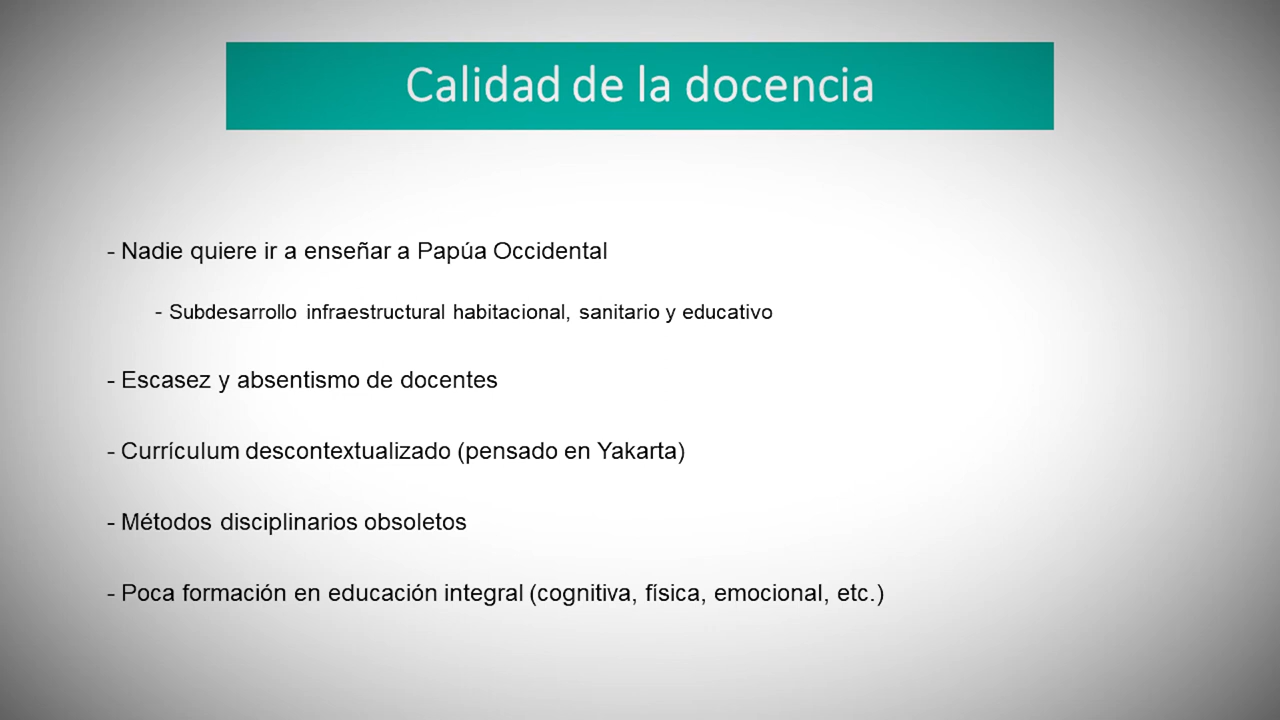 Calidad de la docencia
- Nadie quiere ir a enseñar a Papúa Occidental
- Subdesarrollo infraestructural habitacional, sanitario y educativo
- Escasez y absentismo de docentes
- Currículum descontextualizado (pensado en Yakarta)
- Métodos disciplinarios obsoletos
- Poca formación en educación integral (cognitiva, física, emocional, etc.)